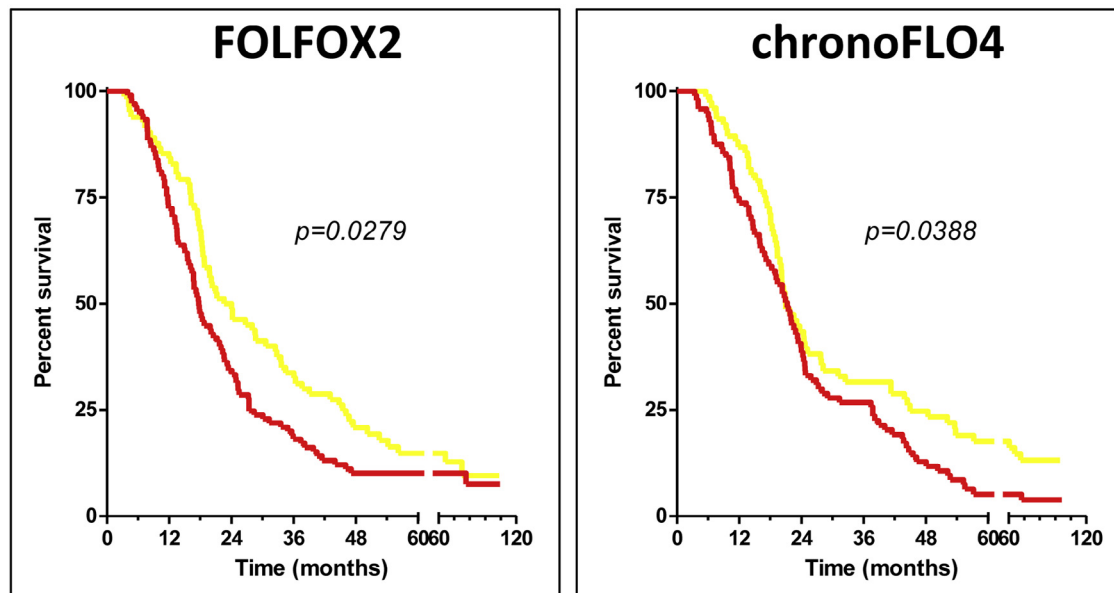 FOLFOX2
100
75
50
25
0
Percent survival
p=0.0279
0 12 24 36 48 6060 120
Time (months)
chronoFLO4
100
75
50
25
0
Percent survival
p=0.0388
0 12 24 36 48 6060 120
Time (months)